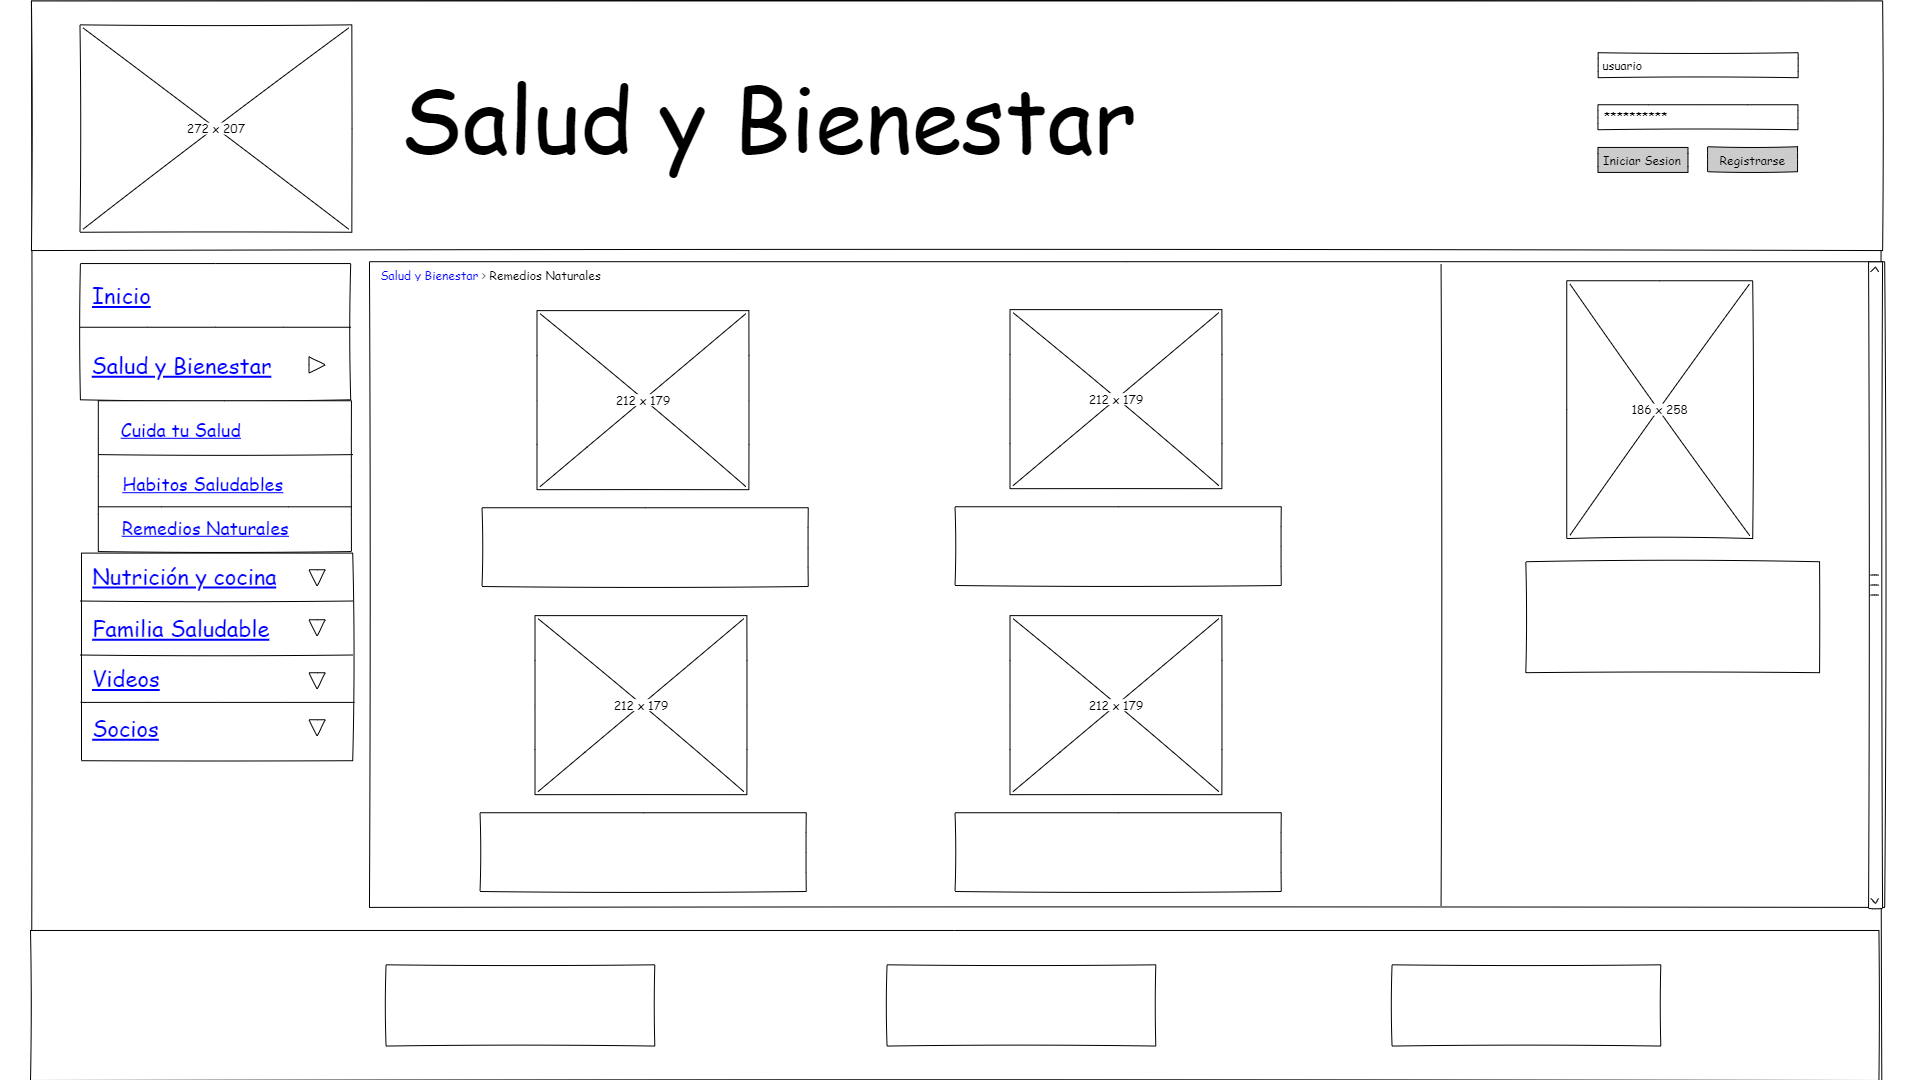 272 x 207
Salud y Bienestar
usuario
**********
Iniciar Sesion
Registrarse
Inicio
Salud y Bienestar
Cuida tu Salud
Habitos Saludables
Remedios Naturales
Nutrición y cocina
Familia Saludable
Videos
Socios
Salud y Bienestar > Remedios Naturales
212 x 179
212 x 179
212 x 179
212 x 179
186 x 258